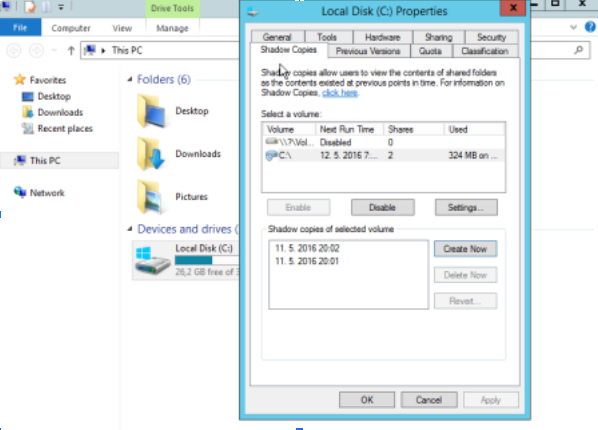 Drive Tools
Local Disk (C:) Properties
File
Computer
View
Manage
This PC
General
Tools
Hardware
Sharing
Security
Shadow Copies
Previous Versions
Quota
Classification
Favorites
Desktop
Downloads
Recent places
This PC
Network
Folders (6)
Desktop
Downloads
Pictures
Devices and drives (
Local Disk (C:)
26,2 GB free of 3
Shadow copies allow users to view the contents of shared folders
as the contents existed at previous points in time. For information on
Shadow Copies, click here.
Select a volume:
Volume
Next Run Time
Shares
Used
\\?\Vol... Disabled 0
C:\ 12. 5. 2016 7:... 2 324 MB on ...
Enable
Disable
Settings...
Shadow copies of selected volume
11. 5. 2016 20:02
11. 5. 2016 20:01
Create Now
Delete Now
Revert...
OK
Cancel
Apply